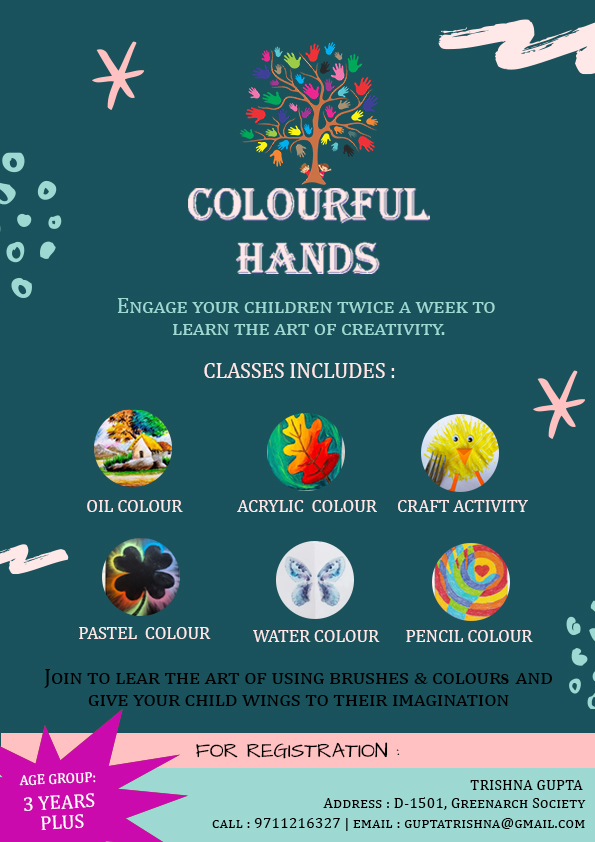 COLOURFUL
HANDS
Engage your children twice a week to
learn the art of creativity.
CLASSES INCLUDES :
OIL COLOUR
ACRYLIC COLOUR
CRAFT ACTIVITY
PASTEL COLOUR
WATER COLOUR
PENCIL COLOUR
Join to lear the art of using brushes & colours and
give your child wings to their imagination
FOR REGISTRATION :
AGE GROUP:
3 YEARS
PLUS
TRISHNA GUPTA
Address : D-1501, Greenarch Society
call : 9711216327 | email : guptatrishna@gmail.com